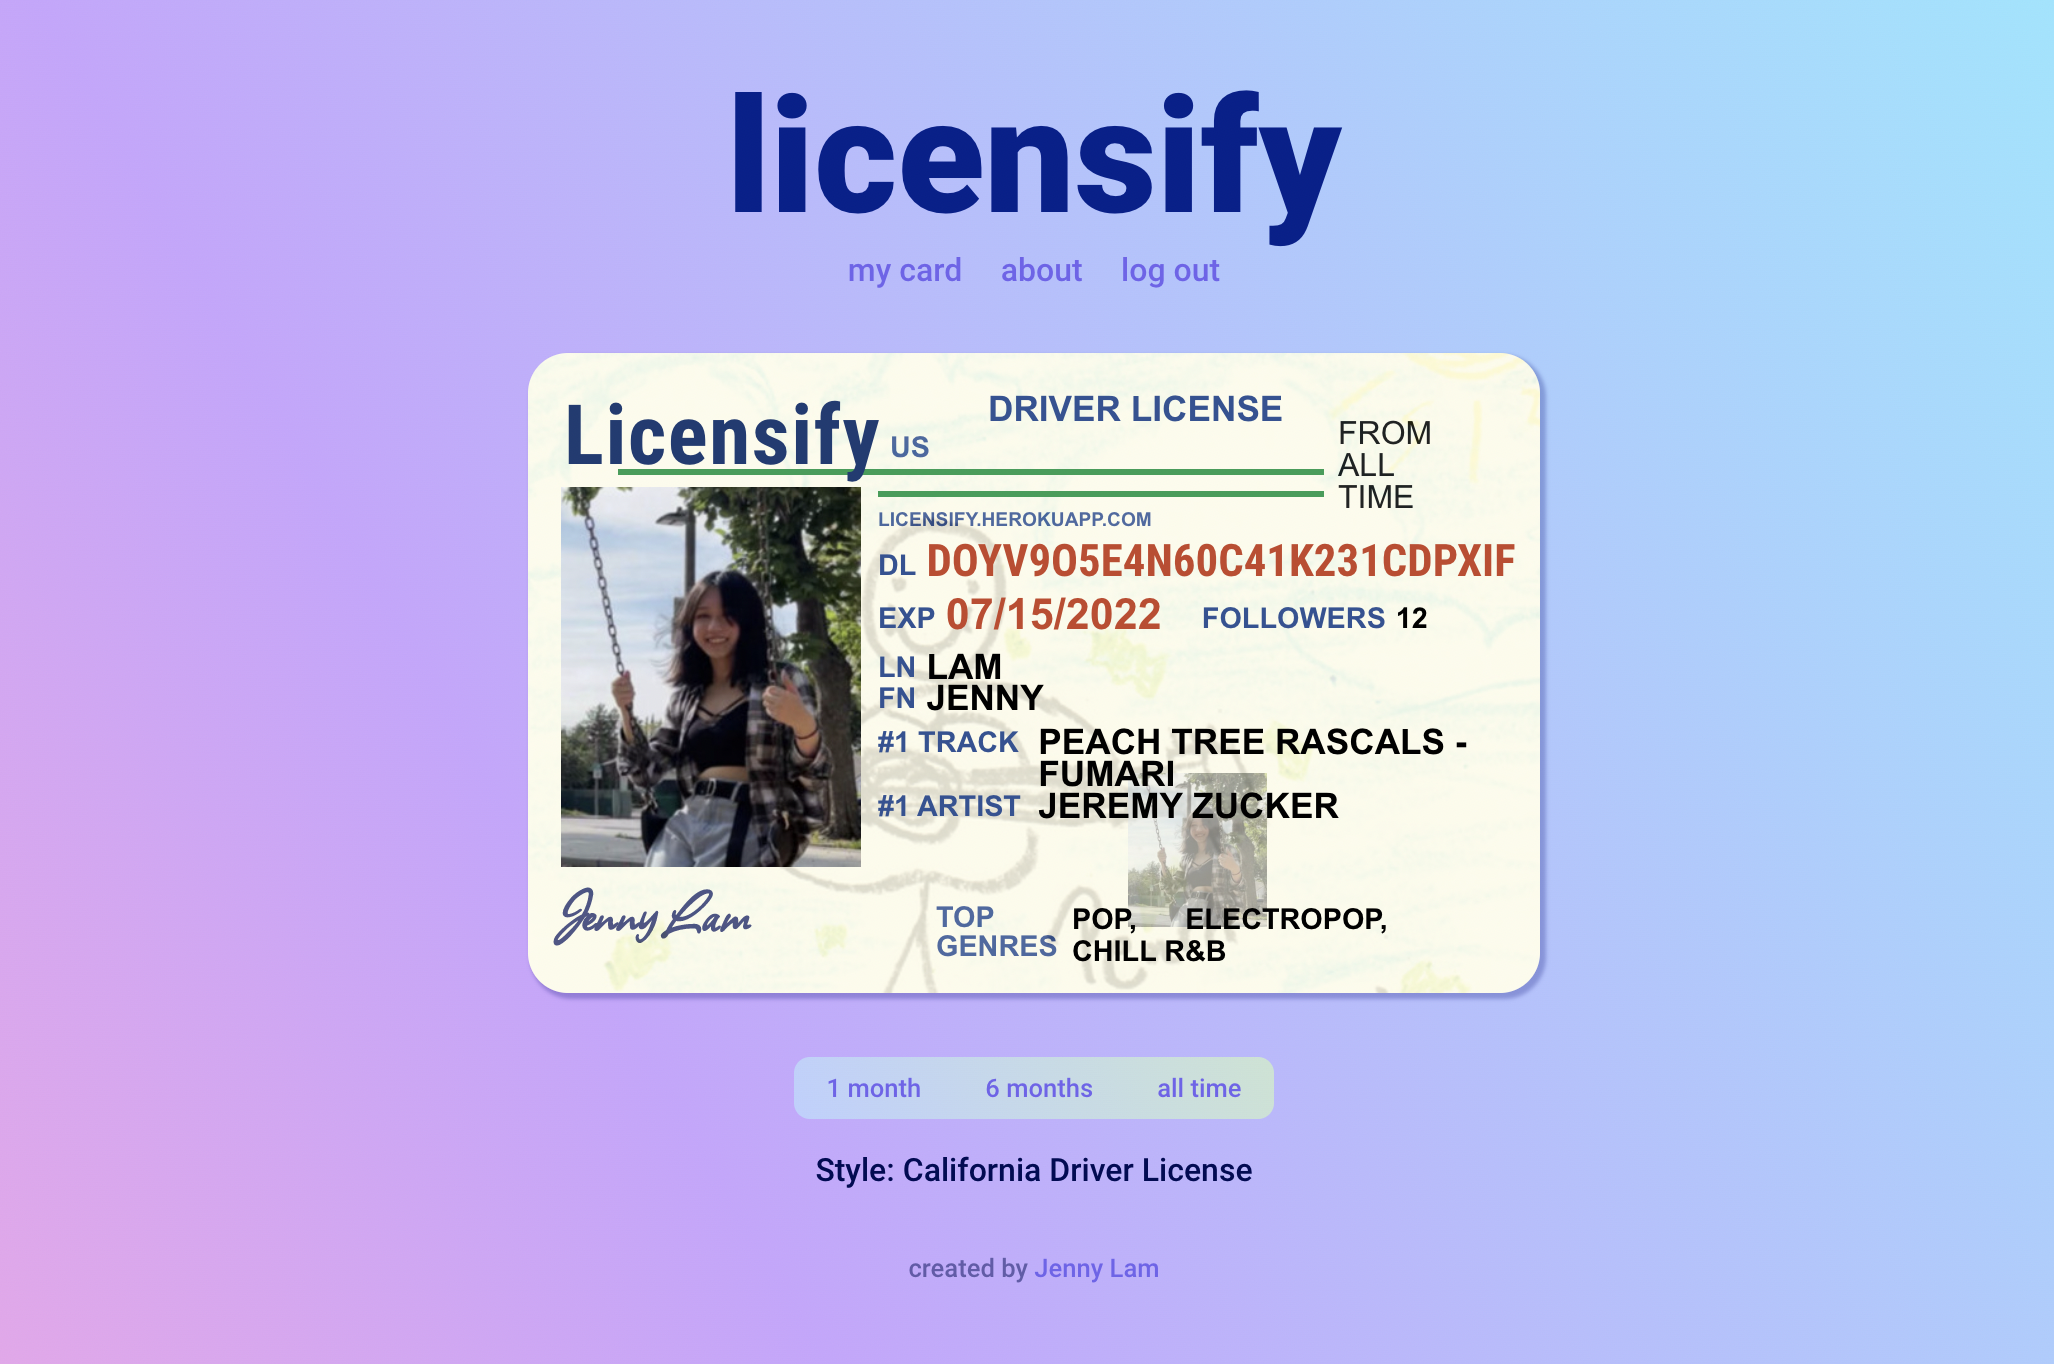 licensify
my card about log out
Licensify US
DRIVER LICENSE
FROM
ALL
TIME
LICENSIFY.HEROKUAPP.COM
DL DOYV9O5E4N60C41K231CDPXIF
EXP 07/15/2022 FOLLOWERS 12
LN LAM
FN JENNY
#1 TRACK PEACH TREE RASCALS -
FUMARI
#1 ARTIST JEREMY ZUCKER
Jenny Lam
TOP
GENRES
POP, ELECTROPOP,
CHILL R&B
1 month 6 months all time
Style: California Driver License
created by Jenny Lam